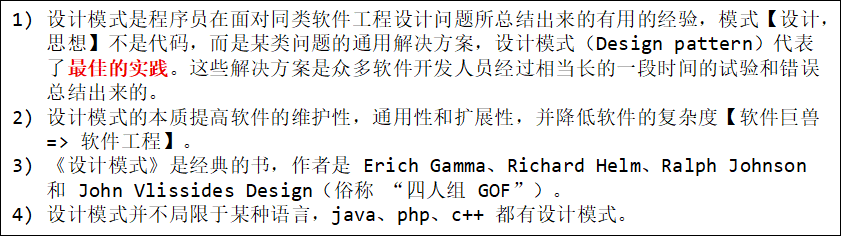 1) 设计模式是程序员在面对同类软件工程设计问题所总结出来的有用的经验，模式【设计，
思想】不是代码，而是某类问题的通用解决方案，设计模式（Design pattern）代表
了最佳的实践。这些解决方案是众多软件开发人员经过相当长的一段时间的试验和错误
总结出来的。
2) 设计模式的本质提高软件的维护性，通用性和扩展性，并降低软件的复杂度【软件巨兽
=> 软件工程】。
3) 《设计模式》是经典的书，作者是 Erich Gamma、Richard Helm、Ralph Johnson
和 John Vlissides Design（俗称 “四人组 GOF”）。
4) 设计模式并不局限于某种语言，java、php、c++ 都有设计模式。